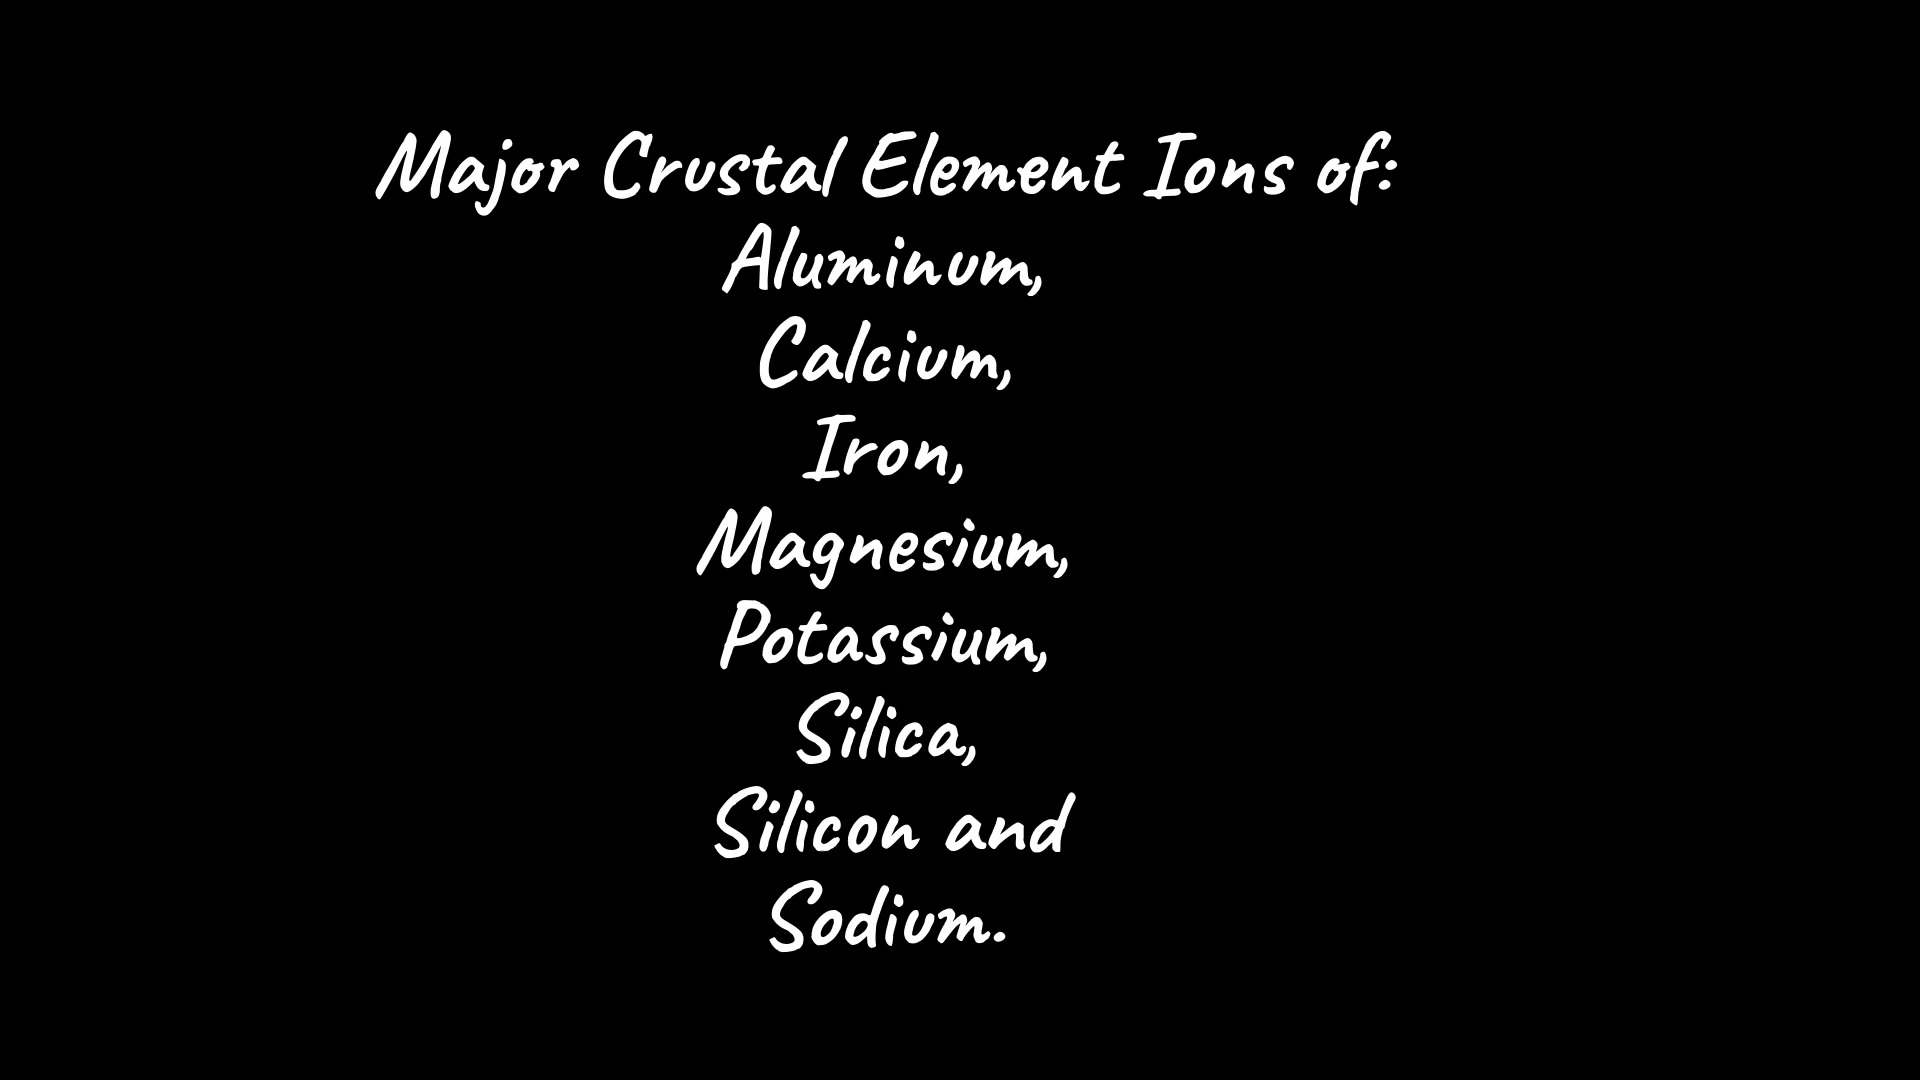 Major Crustal Element Ions of:
Aluminum,
Calcium,
Iron,
Magnesium,
Potassium,
Silica,
Silicon and
Sodium.